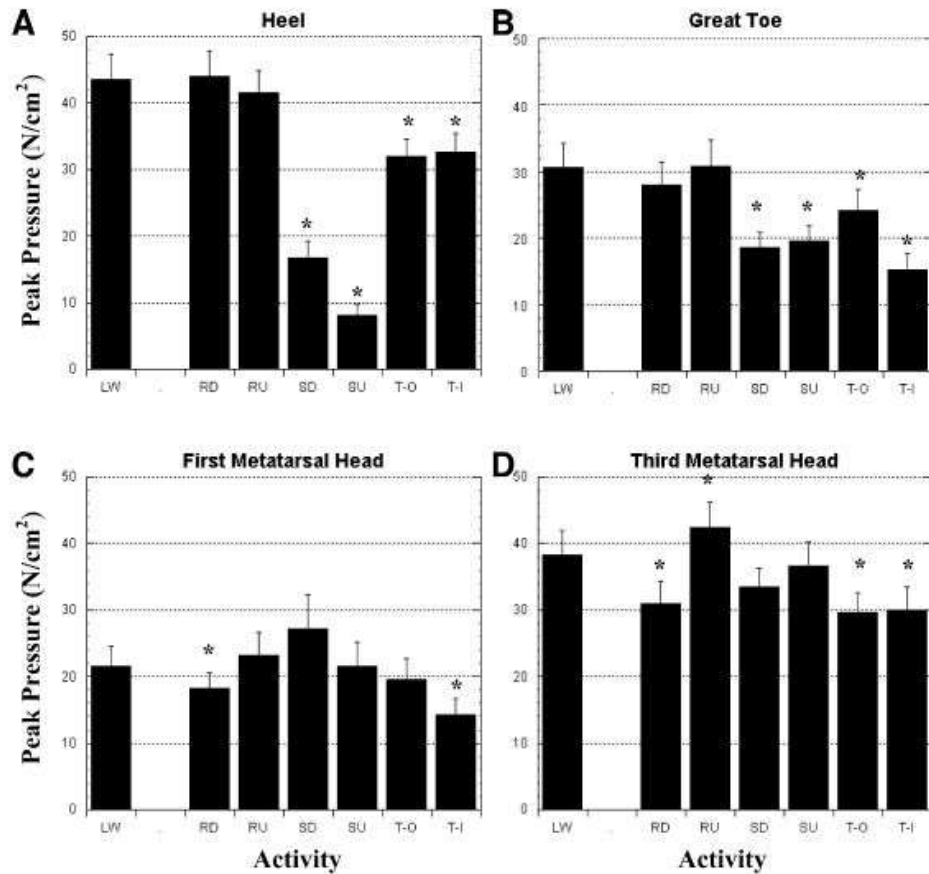 A
Heel
Peak Pressure (N/cm²)
50
40
30
20
10
0
*
*
*
*
LW . RD RU SD SU T-O T-I
B
Great Toe
50
40
30
20
10
0
*
*
*
*
LW . RD RU SD SU T-O T-I
C
First Metatarsal Head
Peak Pressure (N/cm²)
50
40
30
20
10
0
*
*
LW . RD RU SD SU T-O T-I
Activity
D
Third Metatarsal Head
50
40
30
20
10
0
*
*
*
*
LW . RD RU SD SU T-O T-I
Activity